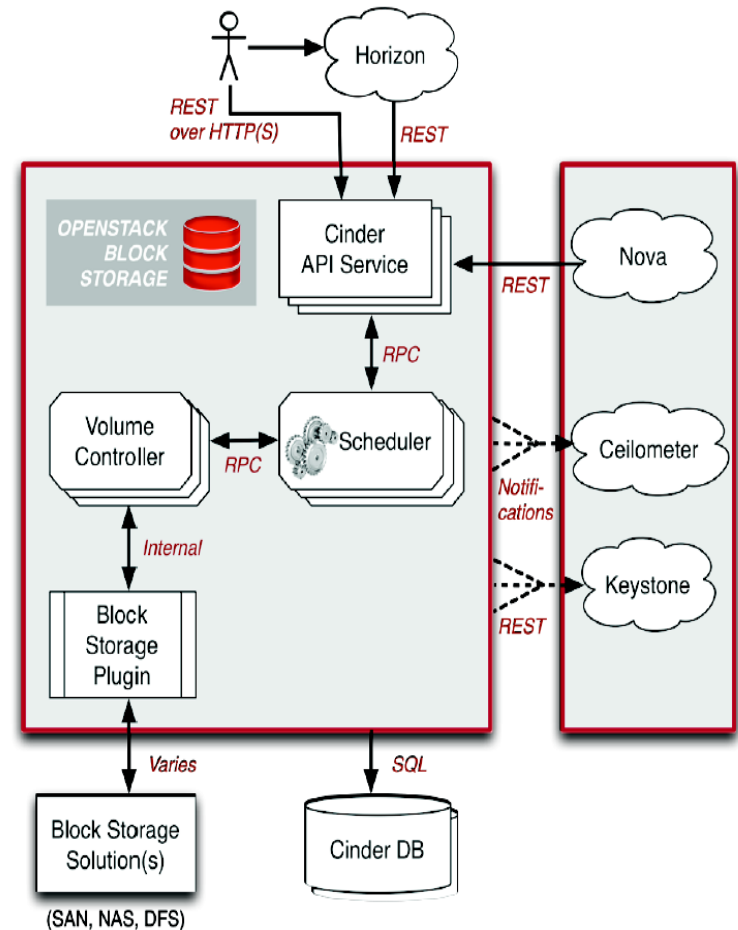 Horizon
REST
over HTTP(S)
REST
OPENSTACK
BLOCK
STORAGE
Cinder
API Service
REST
Nova
RPC
Volume
Controller
RPC
Scheduler
Notifi-
cations
Ceilometer
Internal
REST
Keystone
Block
Storage
Plugin
Varies
SQL
Block Storage
Solution(s)
Cinder DB
(SAN, NAS, DFS)